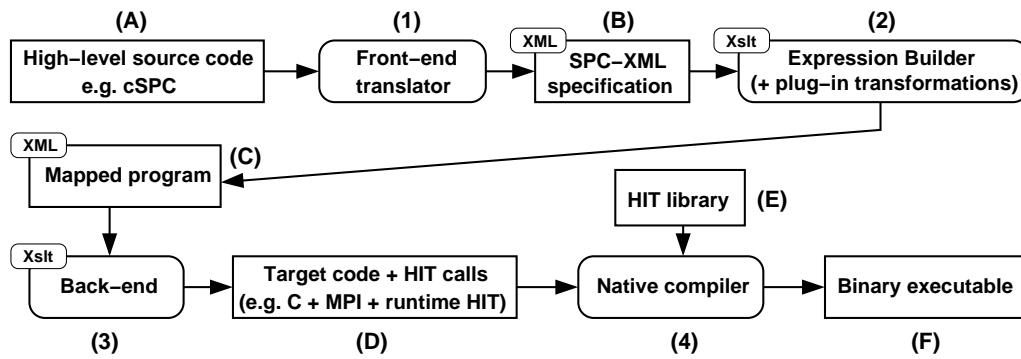 (A)
(1)
(B)
(2)
High–level source code
e.g. cSPC
Front–end
translator
XML
SPC–XML
specification
Xslt
Expression Builder
(+ plug–in transformations)
XML
Mapped program
(C)
HIT library
(E)
Xslt
Back–end
Target code + HIT calls
(e.g. C + MPI + runtime HIT)
Native compiler
Binary executable
(3)
(D)
(4)
(F)